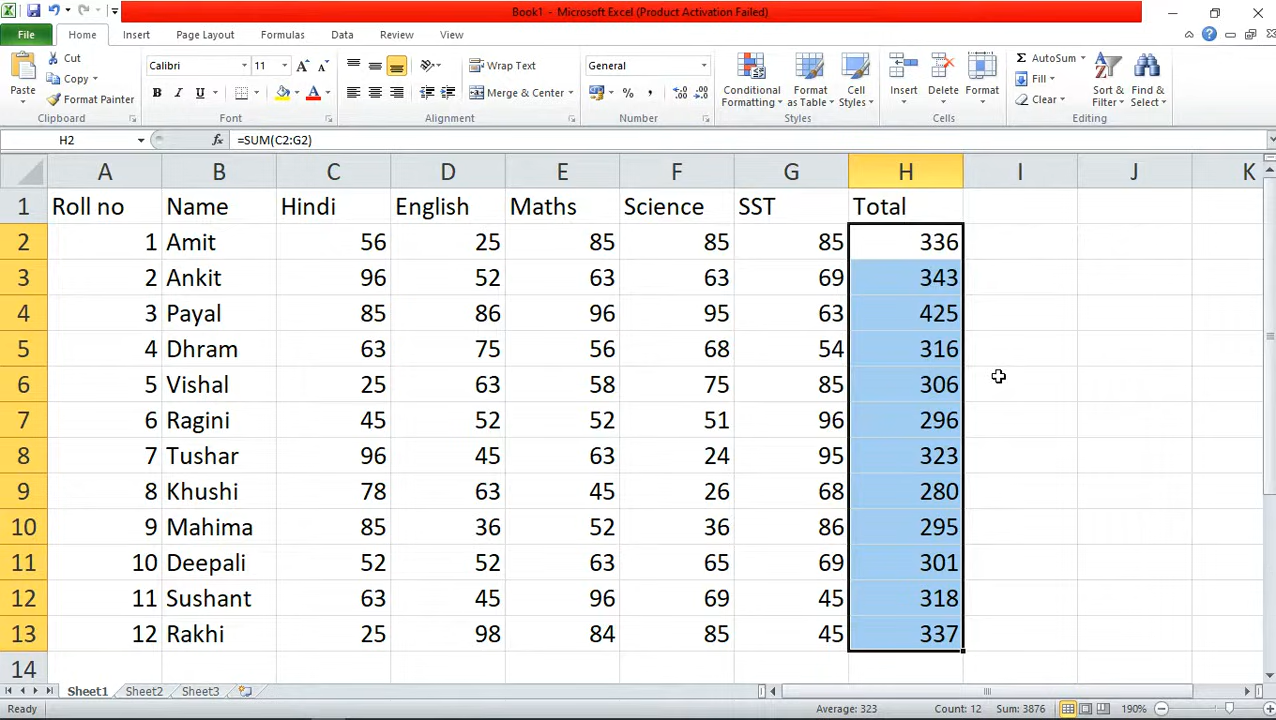 Book1 - Microsoft Excel (Product Activation Failed)
File Home Insert Page Layout Formulas Data Review View
Paste
Cut
Copy
Format Painter
Clipboard
Calibri 11
B I U
Font
Wrap Text
Merge & Center
Alignment
General
%
Number
Conditional Formatting
Format as Table
Cell Styles
Styles
Insert Delete Format
Cells
Σ AutoSum
Fill
Clear
Sort & Filter
Find & Select
Editing
H2 fx =SUM(C2:G2)
A B C D E F G H I J K
1 Roll no Name Hindi English Maths Science SST Total
2 1 Amit 56 25 85 85 85 336
3 2 Ankit 96 52 63 63 69 343
4 3 Payal 85 86 96 95 63 425
5 4 Dhram 63 75 56 68 54 316
6 5 Vishal 25 63 58 75 85 306
7 6 Ragini 45 52 52 51 96 296
8 7 Tushar 96 45 63 24 95 323
9 8 Khushi 78 63 45 26 68 280
10 9 Mahima 85 36 52 36 86 295
11 10 Deepali 52 52 63 65 69 301
12 11 Sushant 63 45 96 69 45 318
13 12 Rakhi 25 98 84 85 45 337
14
Sheet1 Sheet2 Sheet3
Ready Average: 323 Count: 12 Sum: 3876 190%